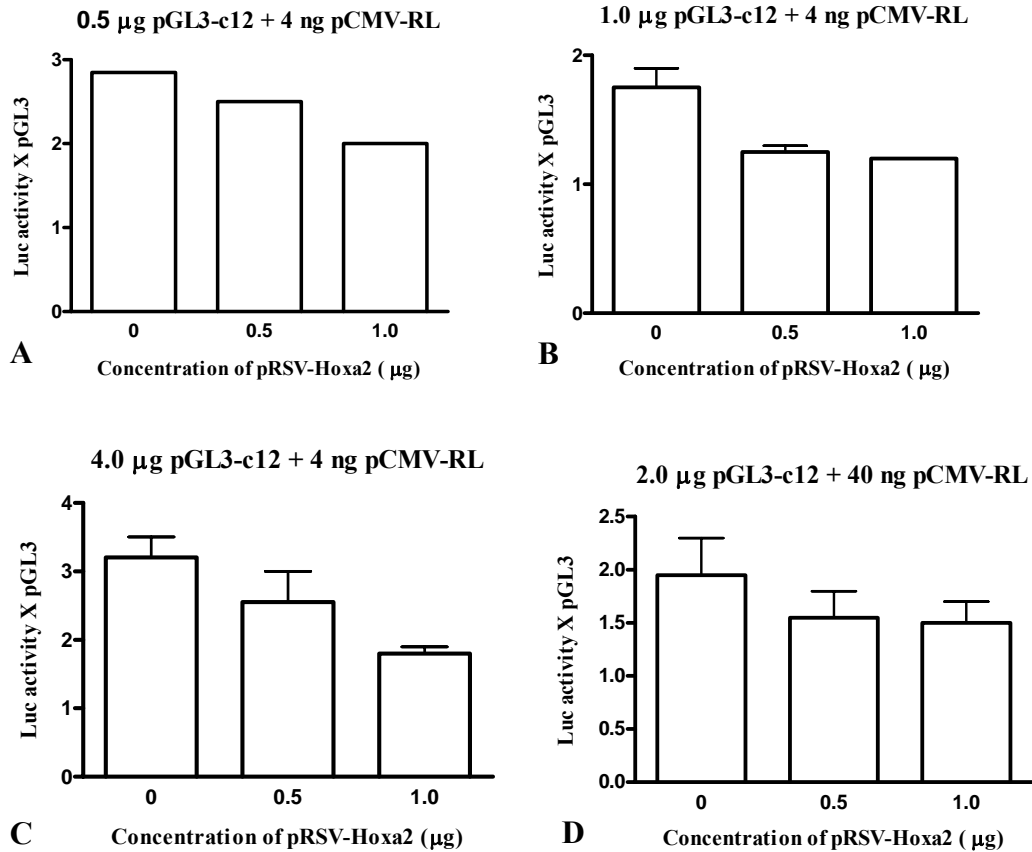 0.5 μg pGL3-c12 + 4 ng pCMV-RL
3
2
1
0
Luc activity X pGL3
0 0.5 1.0
Concentration of pRSV-Hoxa2 ( μg)
A
1.0 μg pGL3-c12 + 4 ng pCMV-RL
2
1
0
Luc activity X pGL3
0 0.5 1.0
Concentration of pRSV-Hoxa2 ( μg)
B
4.0 μg pGL3-c12 + 4 ng pCMV-RL
4
3
2
1
0
Luc activity X pGL3
0 0.5 1.0
Concentration of pRSV-Hoxa2 (μg)
C
2.0 μg pGL3-c12 + 40 ng pCMV-RL
2.5
2.0
1.5
1.0
0.5
0.0
Luc activity X pGL3
0 0.5 1.0
Concentration of pRSV-Hoxa2 ( μg)
D